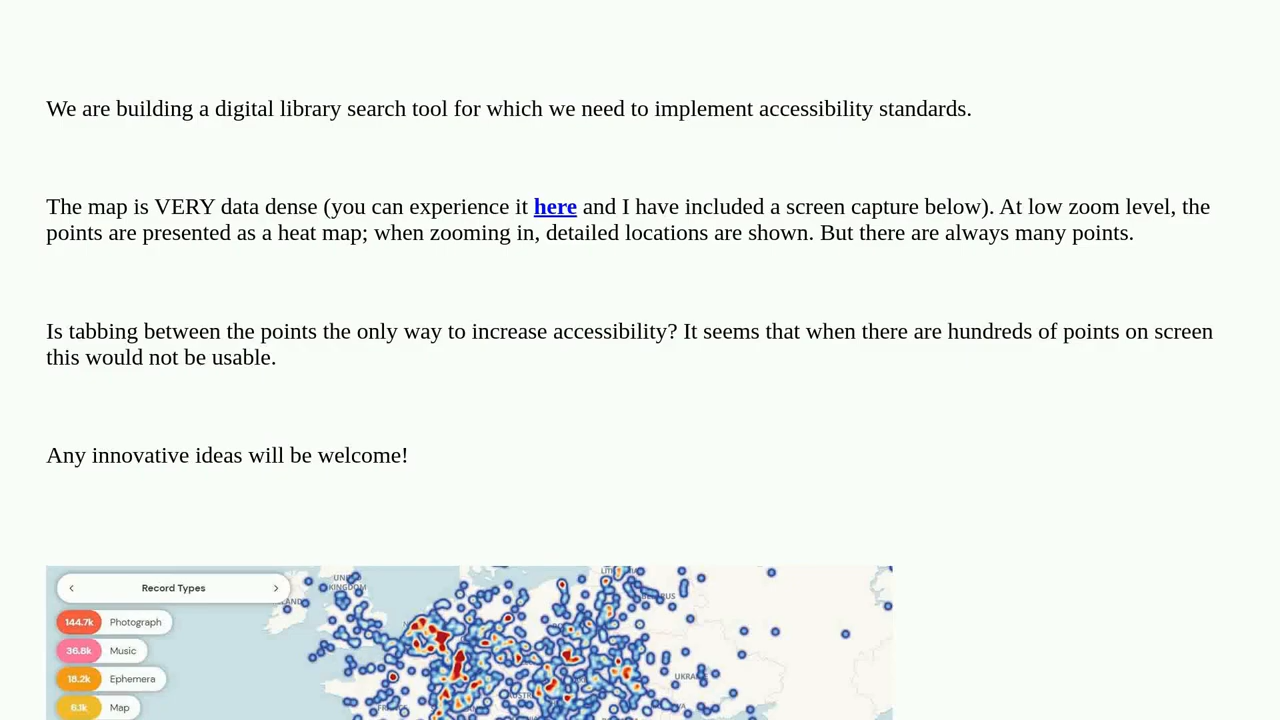 We are building a digital library search tool for which we need to implement accessibility standards.
The map is VERY data dense (you can experience it here and I have included a screen capture below). At low zoom level, the
points are presented as a heat map; when zooming in, detailed locations are shown. But there are always many points.
Is tabbing between the points the only way to increase accessibility? It seems that when there are hundreds of points on screen
this would not be usable.
Any innovative ideas will be welcome!
Record Types
144.7k Photograph
36.8k Music
18.2k Ephemera
6.1k Map
KINGDOM